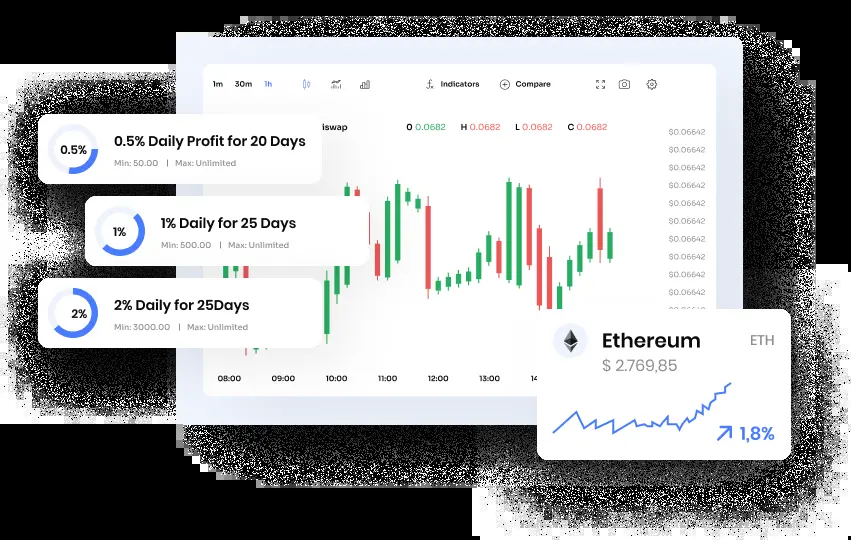 1m 30m 1h Indicators Compare
iswap O 0.0682 H 0.0682 L 0.0682 C 0.0682
0.5% 0.5% Daily Profit for 20 Days
Min: 50.00 | Max: Unlimited
1% 1% Daily for 25 Days
Min: 500.00 | Max: Unlimited
2% 2% Daily for 25Days
Min: 3000.00 | Max: Unlimited
$0.06642
$0.06642
$0.06642
$0.06642
$0.06642
$0.06642
$0.06642
$0.06642
$0.06642
$0.06642
08:00 09:00 10:00 11:00 12:00 13:00 14
Ethereum ETH
$ 2.769,85
1,8%